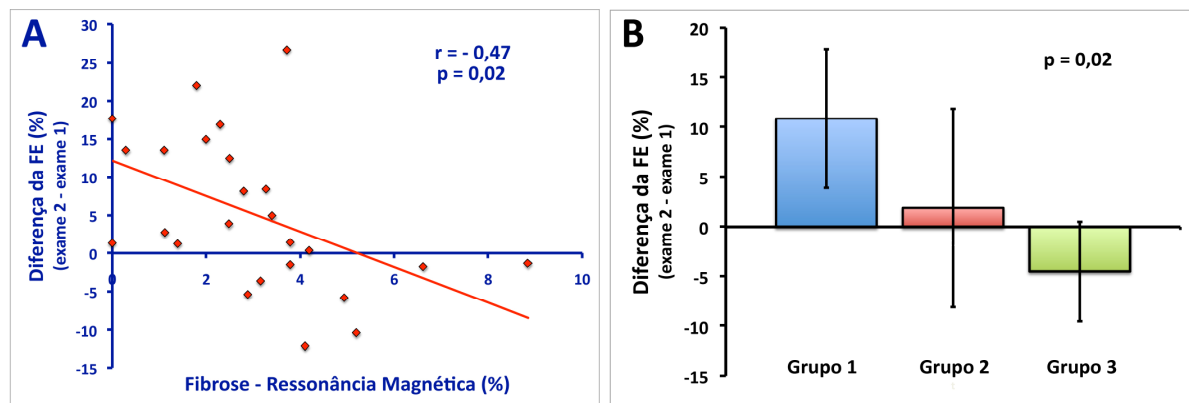 A
r = - 0,47
p = 0,02
Diferença da FE (%)
(exame 2 - exame 1)
30
25
20
15
10
5
0
-5
-10
-15
0
2
4
6
8
10
Fibrose - Ressonância Magnética (%)
B
p = 0,02
Diferença da FE (%)
(exame 2 - exame 1)
20
15
10
5
0
-5
-10
-15
Grupo 1
Grupo 2
Grupo 3